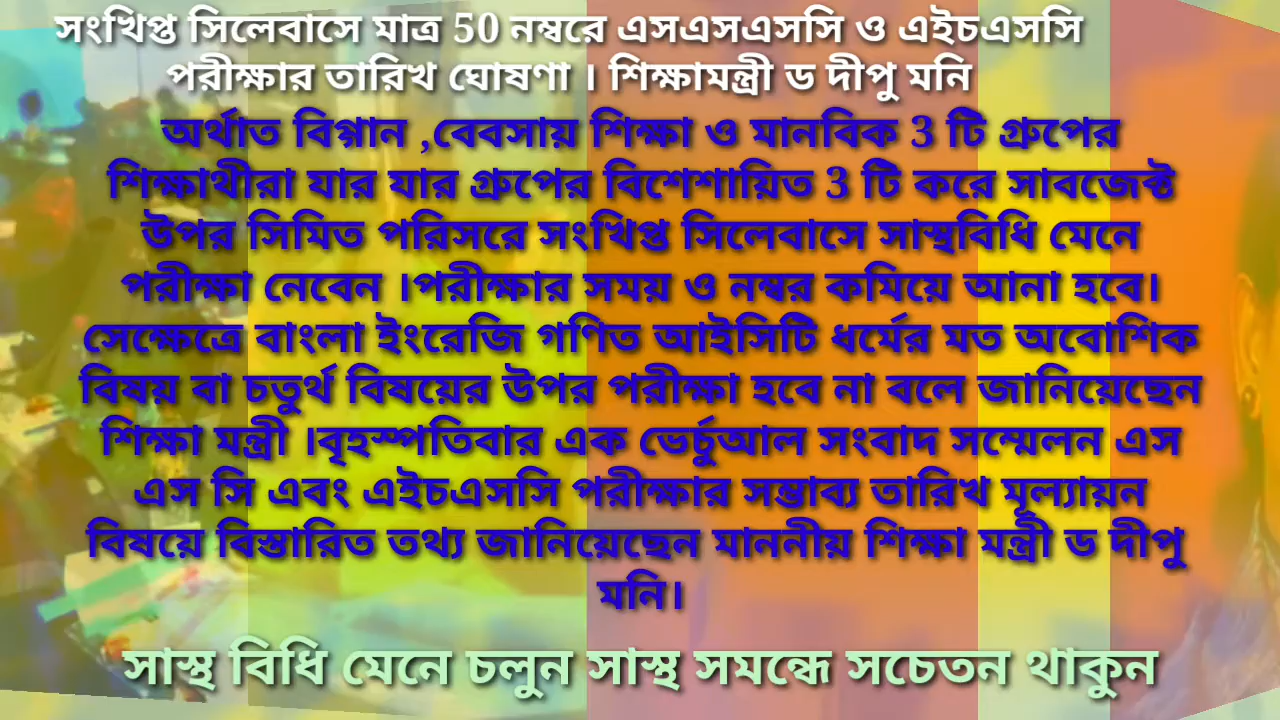 সংখিপ্ত সিলেবাসে মাত্র 50 নম্বরে এসএসএসসি ও এইচএসসি
পরীক্ষার তারিখ ঘোষণা । শিক্ষামন্ত্রী ড দীপু মনি
অর্থাত বিগ্গান ,বেবসায় শিক্ষা ও মানবিক 3 টি গ্রুপের
শিক্ষাথীরা যার যার গ্রুপের বিশেশায়িত 3 টি করে সাবজেক্ট
উপর সিমিত পরিসরে সংখিপ্ত সিলেবাসে সাস্থবিধি মেনে
পরীক্ষা নেবেন ।পরীক্ষার সময় ও নম্বর কমিয়ে আনা হবে।
সেক্ষেত্রে বাংলা ইংরেজি গণিত আইসিটি ধর্মের মত অবোশিক
বিষয় বা চতুর্থ বিষয়ের উপর পরীক্ষা হবে না বলে জানিয়েছেন
শিক্ষা মন্ত্রী ।বৃহস্পতিবার এক ভের্চুআল সংবাদ সম্মেলন এস
এস সি এবং এইচএসসি পরীক্ষার সম্ভাব্য তারিখ মূল্যায়ন
বিষয়ে বিস্তারিত তথ্য জানিয়েছেন মাননীয় শিক্ষা মন্ত্রী ড দীপু
মনি।
সাস্থ বিধি মেনে চলুন সাস্থ সমন্ধে সচেতন থাকুন